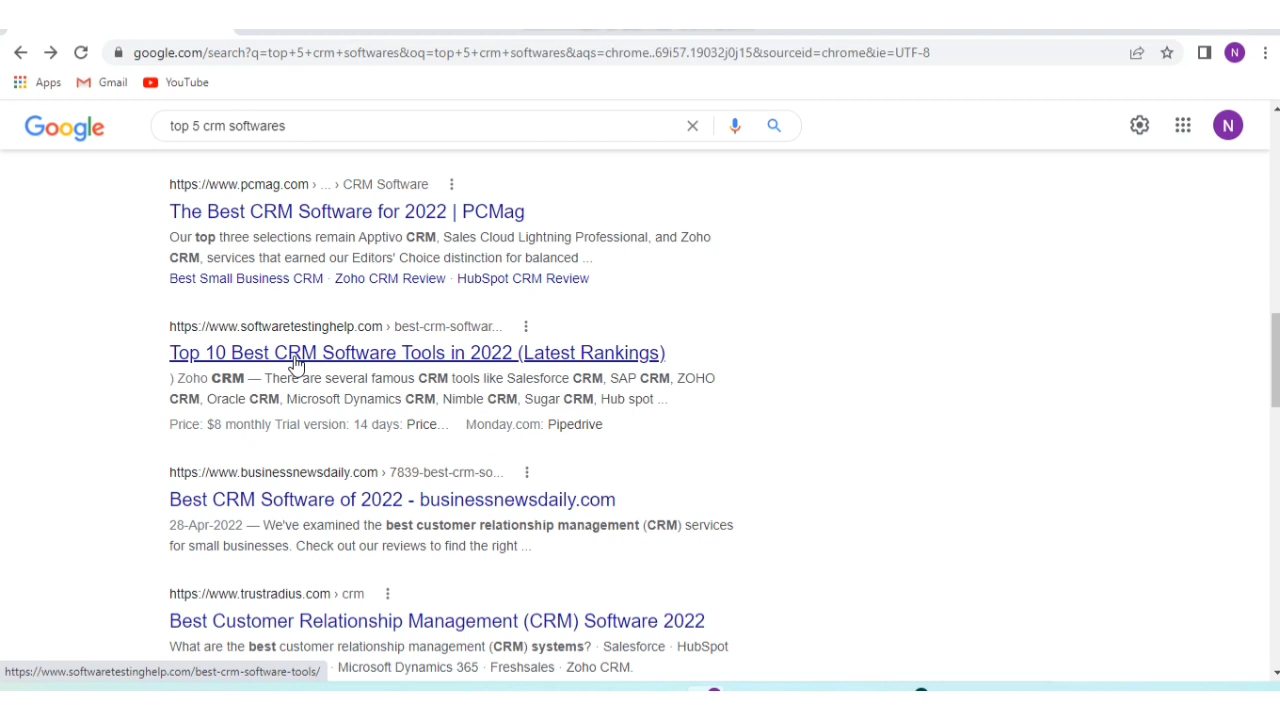 google.com/search?q=top+5+crm+softwares&oq=top+5+crm+softwares&aqs=chrome..69i57.19032j0j15&sourceid=chrome&ie=UTF-8
N
Apps Gmail YouTube
Google top 5 crm softwares N
https://www.pcmag.com › ... › CRM Software
The Best CRM Software for 2022 | PCMag
Our top three selections remain Apptivo CRM, Sales Cloud Lightning Professional, and Zoho
CRM, services that earned our Editors' Choice distinction for balanced ...
Best Small Business CRM · Zoho CRM Review · HubSpot CRM Review
https://www.softwaretestinghelp.com › best-crm-softwar...
Top 10 Best CRM Software Tools in 2022 (Latest Rankings)
) Zoho CRM — There are several famous CRM tools like Salesforce CRM, SAP CRM, ZOHO
CRM, Oracle CRM, Microsoft Dynamics CRM, Nimble CRM, Sugar CRM, Hub spot ...
Price: $8 monthly Trial version: 14 days: Price... Monday.com: Pipedrive
https://www.businessnewsdaily.com › 7839-best-crm-so...
Best CRM Software of 2022 - businessnewsdaily.com
28-Apr-2022 — We've examined the best customer relationship management (CRM) services
for small businesses. Check out our reviews to find the right ...
https://www.trustradius.com › crm
Best Customer Relationship Management (CRM) Software 2022
What are the best customer relationship management (CRM) systems? · Salesforce · HubSpot
· Microsoft Dynamics 365 · Freshsales · Zoho CRM.
https://www.softwaretestinghelp.com/best-crm-software-tools/